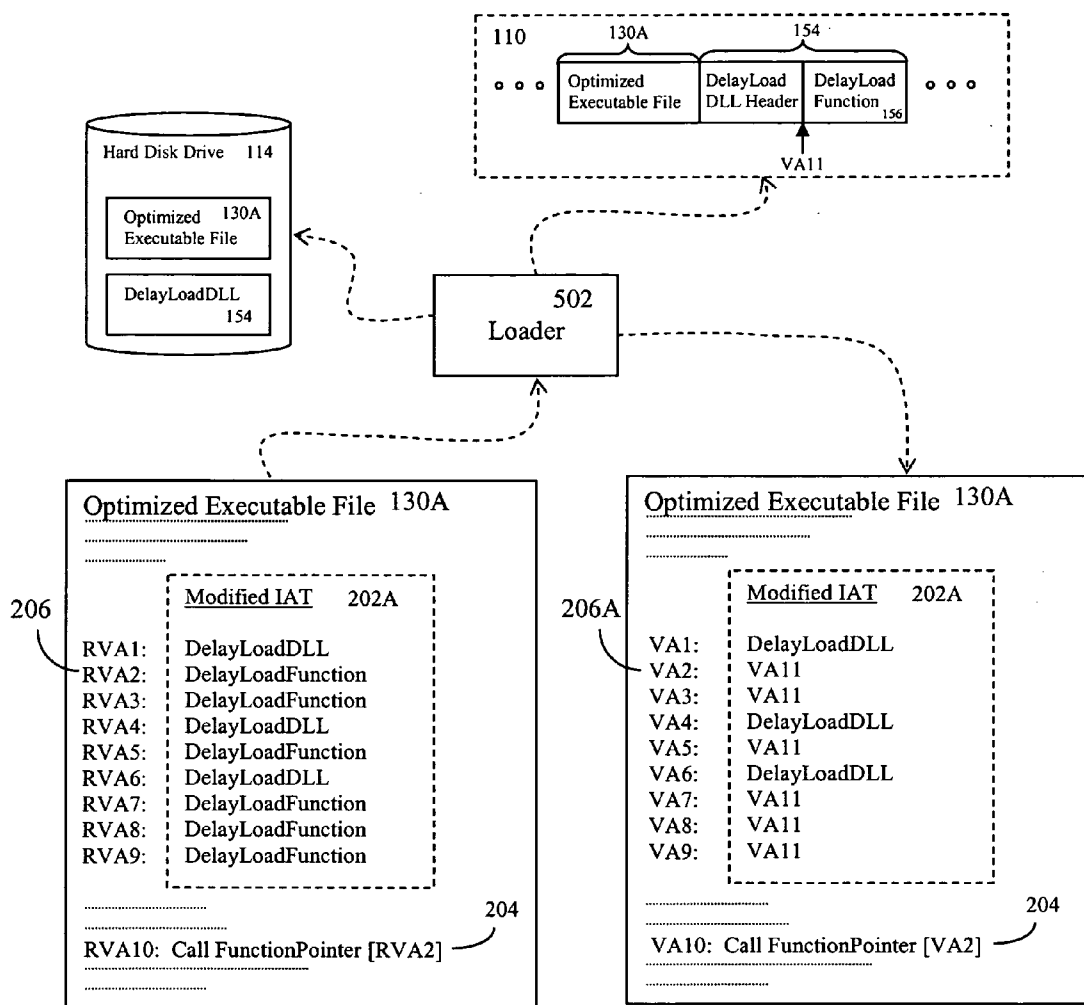 110
130A
154
Optimized
Executable File
DelayLoad
DLL Header
DelayLoad
Function
156
VA11
Hard Disk Drive 114
Optimized 130A
Executable File
DelayLoadDLL
154
502
Loader
Optimized Executable File 130A
Modified IAT 202A
206
RVA1: DelayLoadDLL
RVA2: DelayLoadFunction
RVA3: DelayLoadFunction
RVA4: DelayLoadDLL
RVA5: DelayLoadFunction
RVA6: DelayLoadDLL
RVA7: DelayLoadFunction
RVA8: DelayLoadFunction
RVA9: DelayLoadFunction
204
RVA10: Call FunctionPointer [RVA2]
Optimized Executable File 130A
Modified IAT 202A
206A
VA1: DelayLoadDLL
VA2: VA11
VA3: VA11
VA4: DelayLoadDLL
VA5: VA11
VA6: DelayLoadDLL
VA7: VA11
VA8: VA11
VA9: VA11
204
VA10: Call FunctionPointer [VA2]